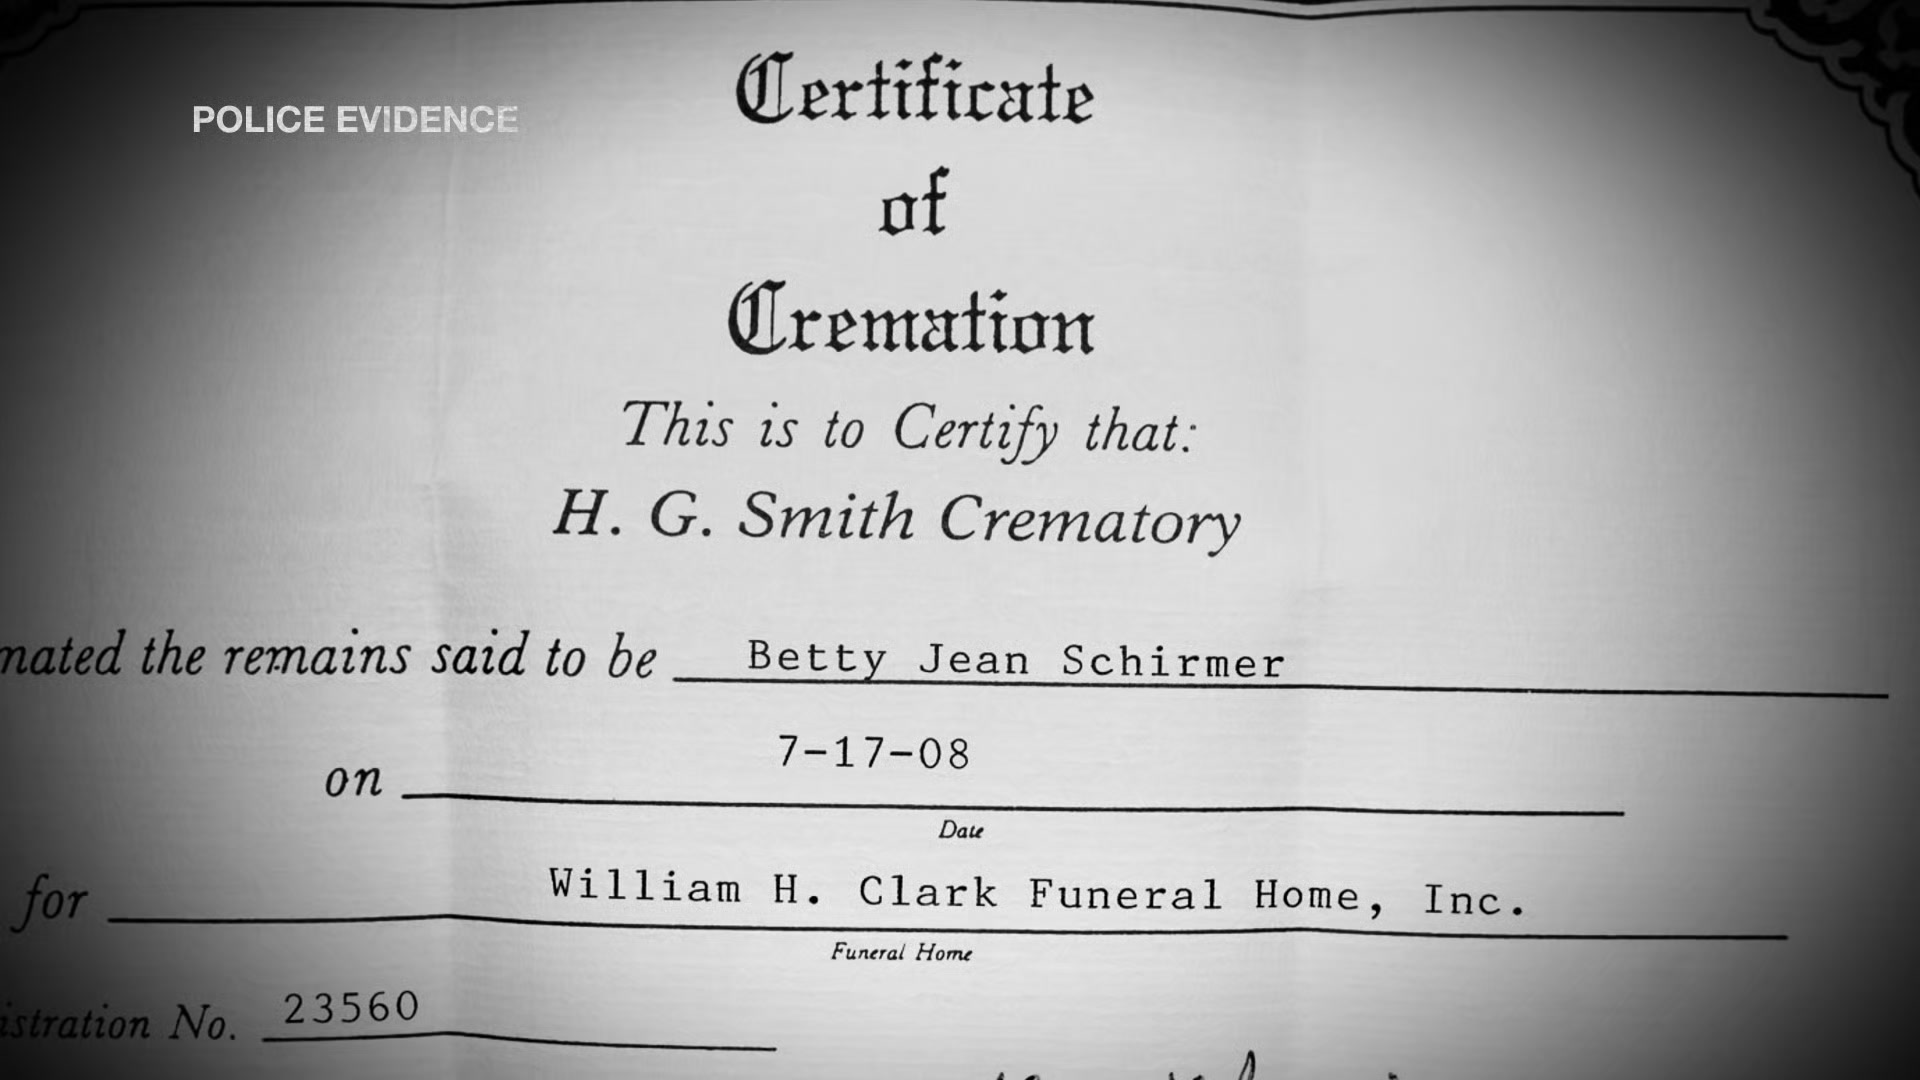 Certificate
POLICE EVIDENCE
of
Cremation
This is to Certify that:
H. G. Smith Crematory
mated the remains said to be Betty Jean Schirmer
on 7-17-08
Date
for William H. Clark Funeral Home, Inc.
Funeral Home
istration No. 23560